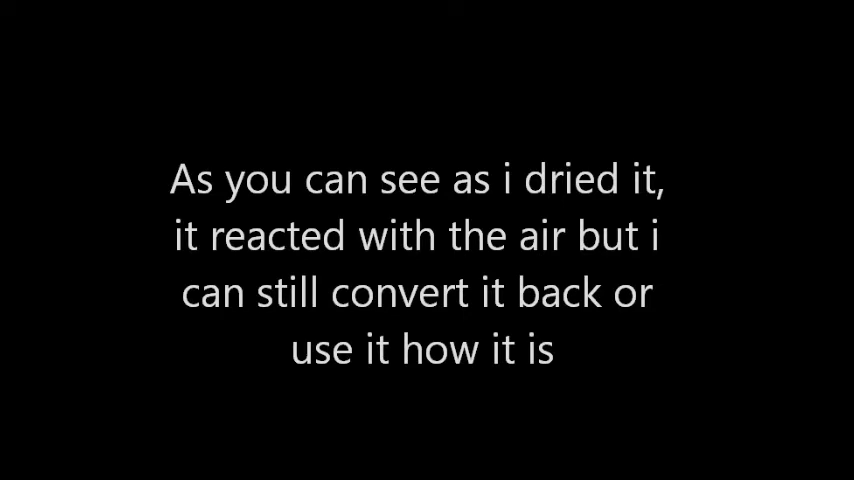 As you can see as i dried it,
it reacted with the air but i
can still convert it back or
use it how it is